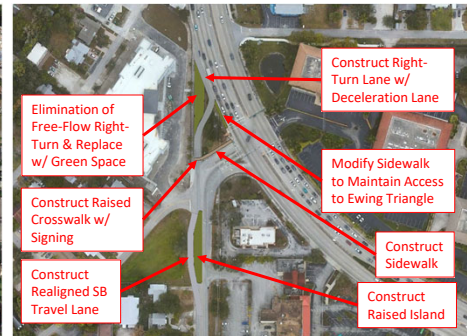 Construct Right-
Turn Lane w/
Deceleration Lane
Elimination of
Free-Flow Right-
Turn & Replace
w/ Green Space
Modify Sidewalk
to Maintain Access
to Ewing Triangle
Construct Raised
Crosswalk w/
Signing
Construct
Sidewalk
Construct
Realigned SB
Travel Lane
Construct
Raised Island